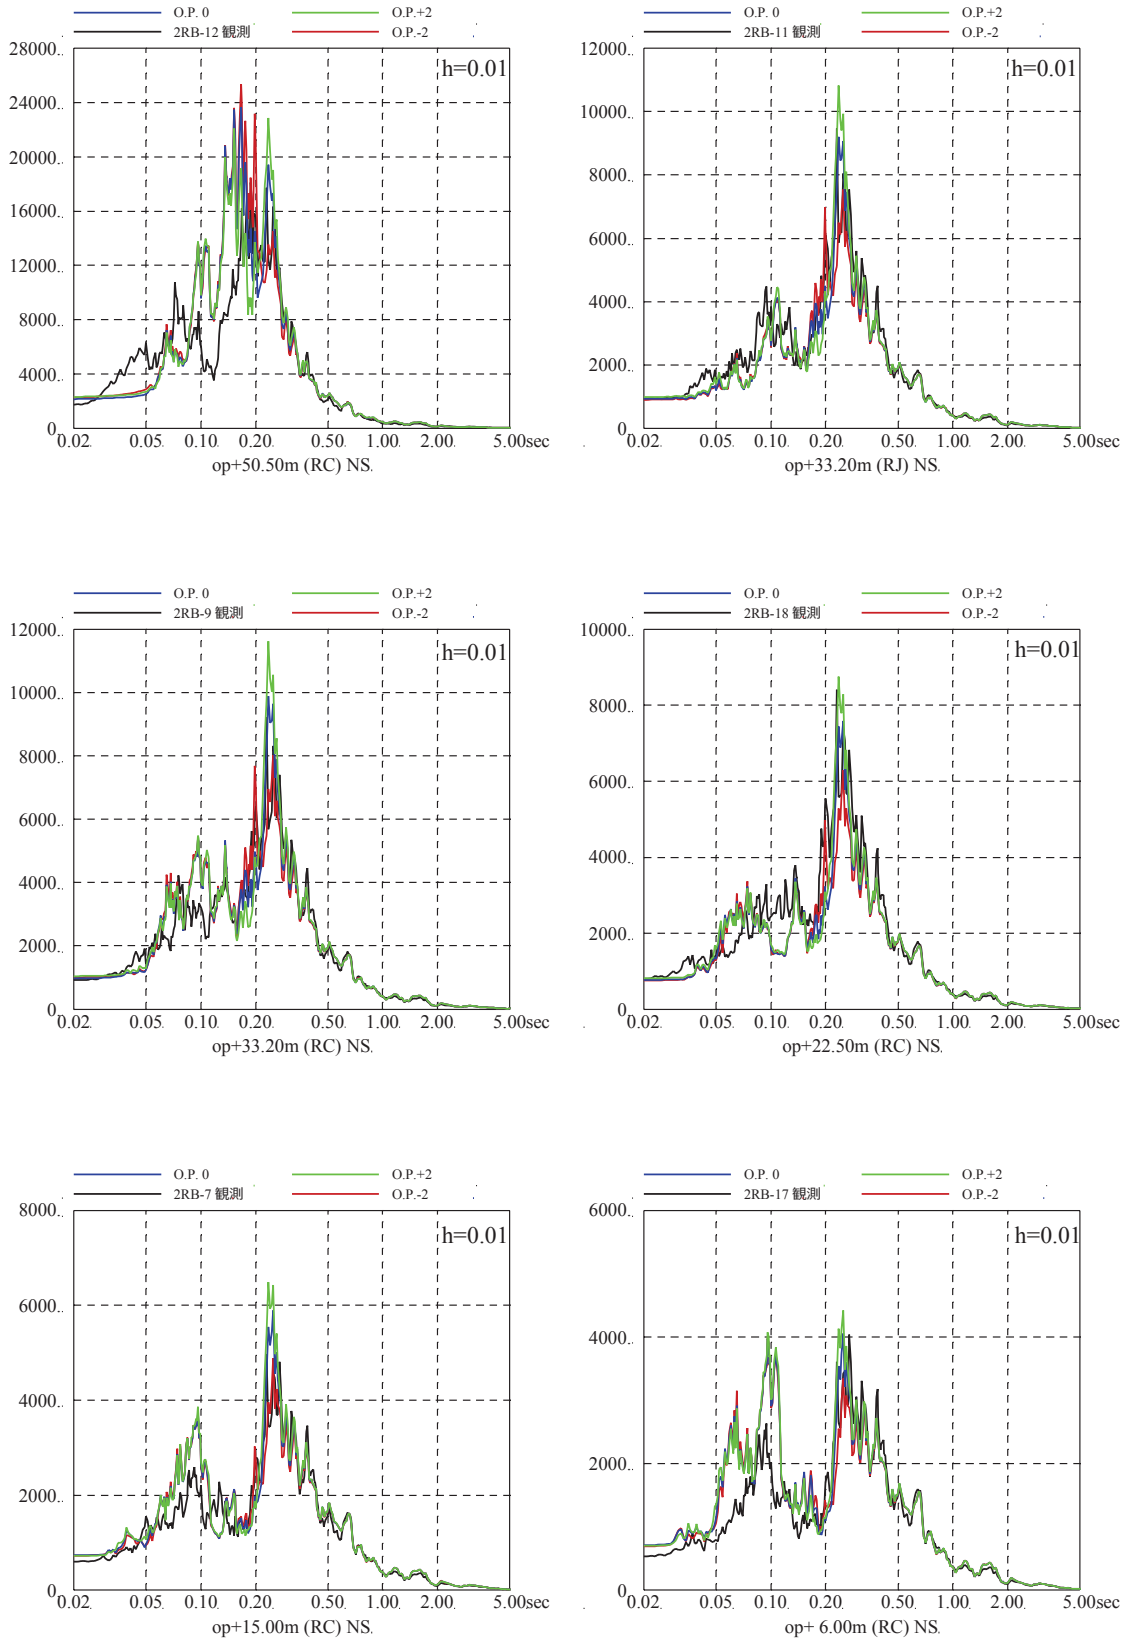 O.P. 0 O.P.+2
2RB-12 観測 O.P.-2
h=0.01
28000
24000
20000
16000
12000
8000
4000
0
0.02 0.05 0.10 0.20 0.50 1.00 2.00 5.00sec
op+50.50m (RC) NS
O.P. 0 O.P.+2
2RB-11 観測 O.P.-2
h=0.01
12000
10000
8000
6000
4000
2000
0
0.02 0.05 0.10 0.20 0.50 1.00 2.00 5.00sec
op+33.20m (RJ) NS
O.P. 0 O.P.+2
2RB-9 観測 O.P.-2
h=0.01
12000
10000
8000
6000
4000
2000
0
0.02 0.05 0.10 0.20 0.50 1.00 2.00 5.00sec
op+33.20m (RC) NS
O.P. 0 O.P.+2
2RB-18 観測 O.P.-2
h=0.01
10000
8000
6000
4000
2000
0
0.02 0.05 0.10 0.20 0.50 1.00 2.00 5.00sec
op+22.50m (RC) NS
O.P. 0 O.P.+2
2RB-7 観測 O.P.-2
h=0.01
8000
6000
4000
2000
0
0.02 0.05 0.10 0.20 0.50 1.00 2.00 5.00sec
op+15.00m (RC) NS
O.P. 0 O.P.+2
2RB-17 観測 O.P.-2
h=0.01
6000
4000
2000
0
0.02 0.05 0.10 0.20 0.50 1.00 2.00 5.00sec
op+ 6.00m (RC) NS